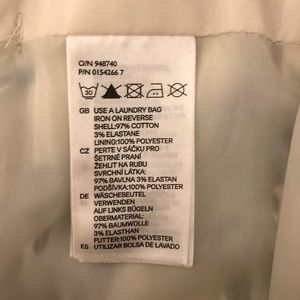 O/N 948740
P/N 0154266 7
30
GB USE A LAUNDRY BAG
IRON ON REVERSE
SHELL:97% COTTON
3% ELASTANE
LINING:100% POLYESTER
CZ PERTE V SÁČKU PRO
ŠETRNÉ PRANÍ
ŽEHLIT NA RUBU
SVRCHNÍ LÁTKA:
97% BAVLNA 3% ELASTAN
PODŠÍVKA:100% POLYESTER
DE WÄSCHEBEUTEL
VERWENDEN
AUF LINKS BÜGELN
OBERMATERIAL:
97% BAUMWOLLE
3% ELASTHAN
FUTTER:100% POLYESTER
ES UTILIZAR BOLSA DE LAVADO